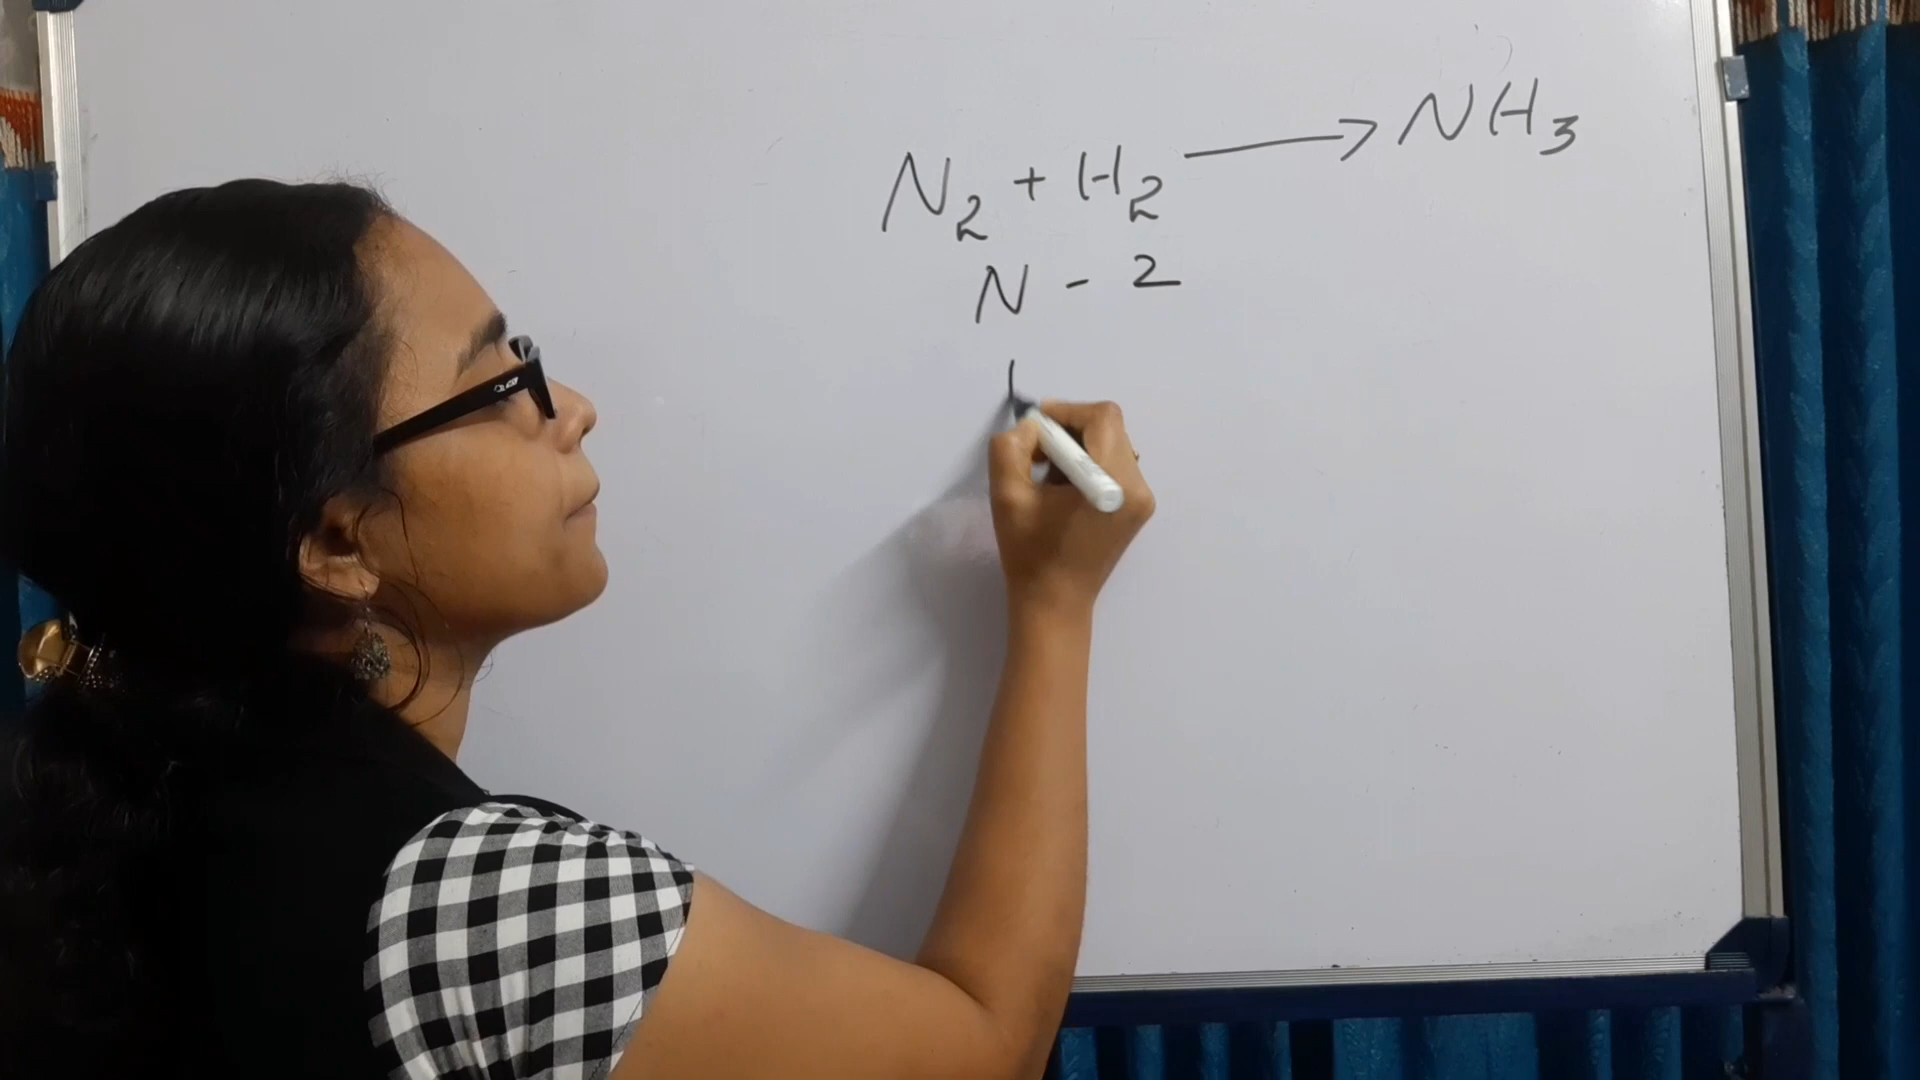 N₂ + H₂ → NH₃
N - 2